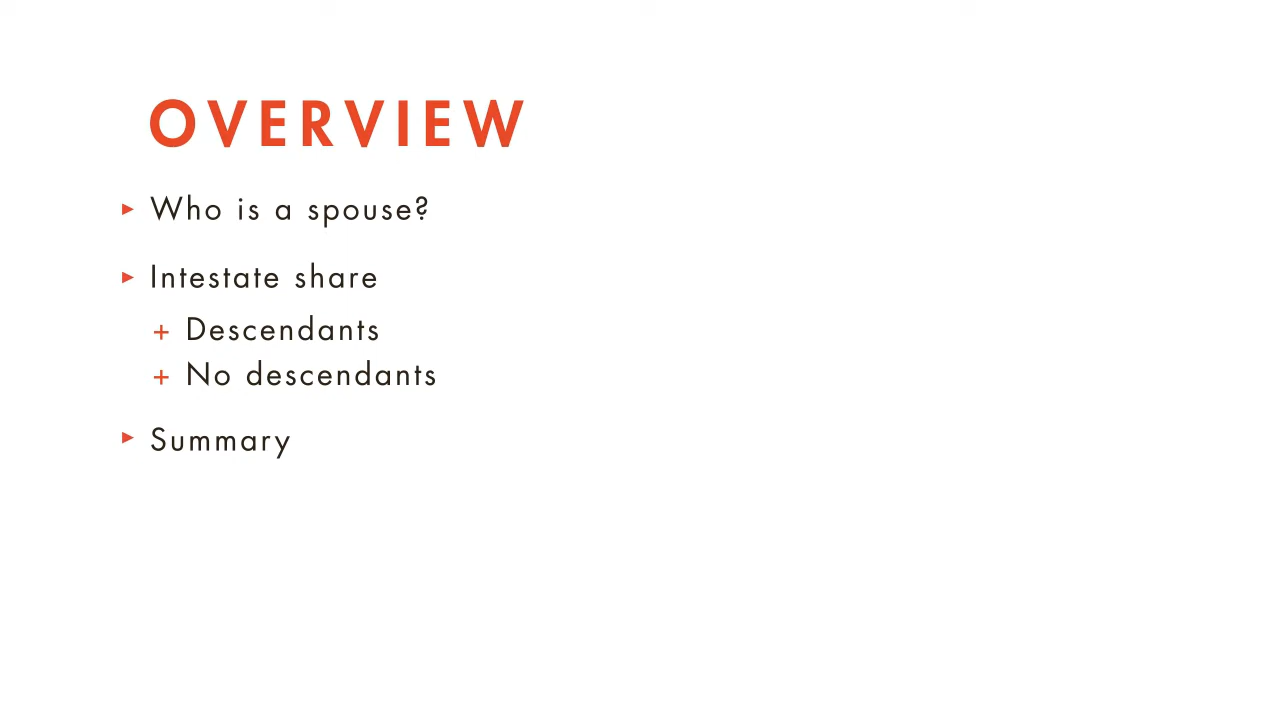 OVERVIEW
▸ Who is a spouse?
▸ Intestate share
+ Descendants
+ No descendants
▸ Summary